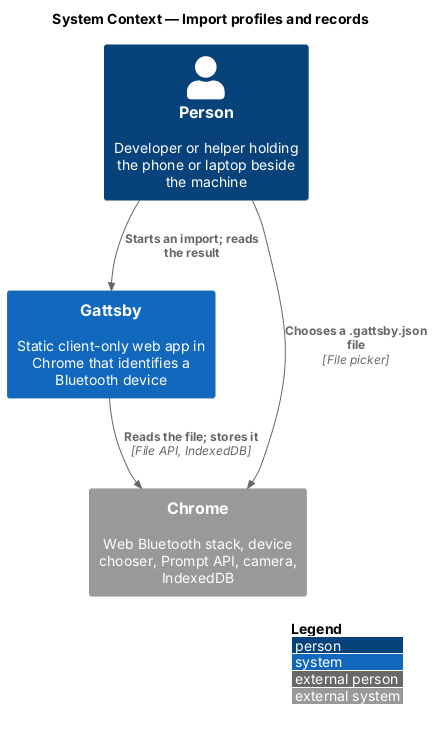 System Context — Import profiles and records
Person
Developer or helper holding
the phone or laptop beside
the machine
Starts an import; reads
the result
Gattsby
Static client-only web app in
Chrome that identifies a
Bluetooth device
Chooses a .gattsby.json
file
[File picker]
Reads the file; stores it
[File API, IndexedDB]
Chrome
Web Bluetooth stack, device
chooser, Prompt API, camera,
IndexedDB
Legend
person
system
external person
external system